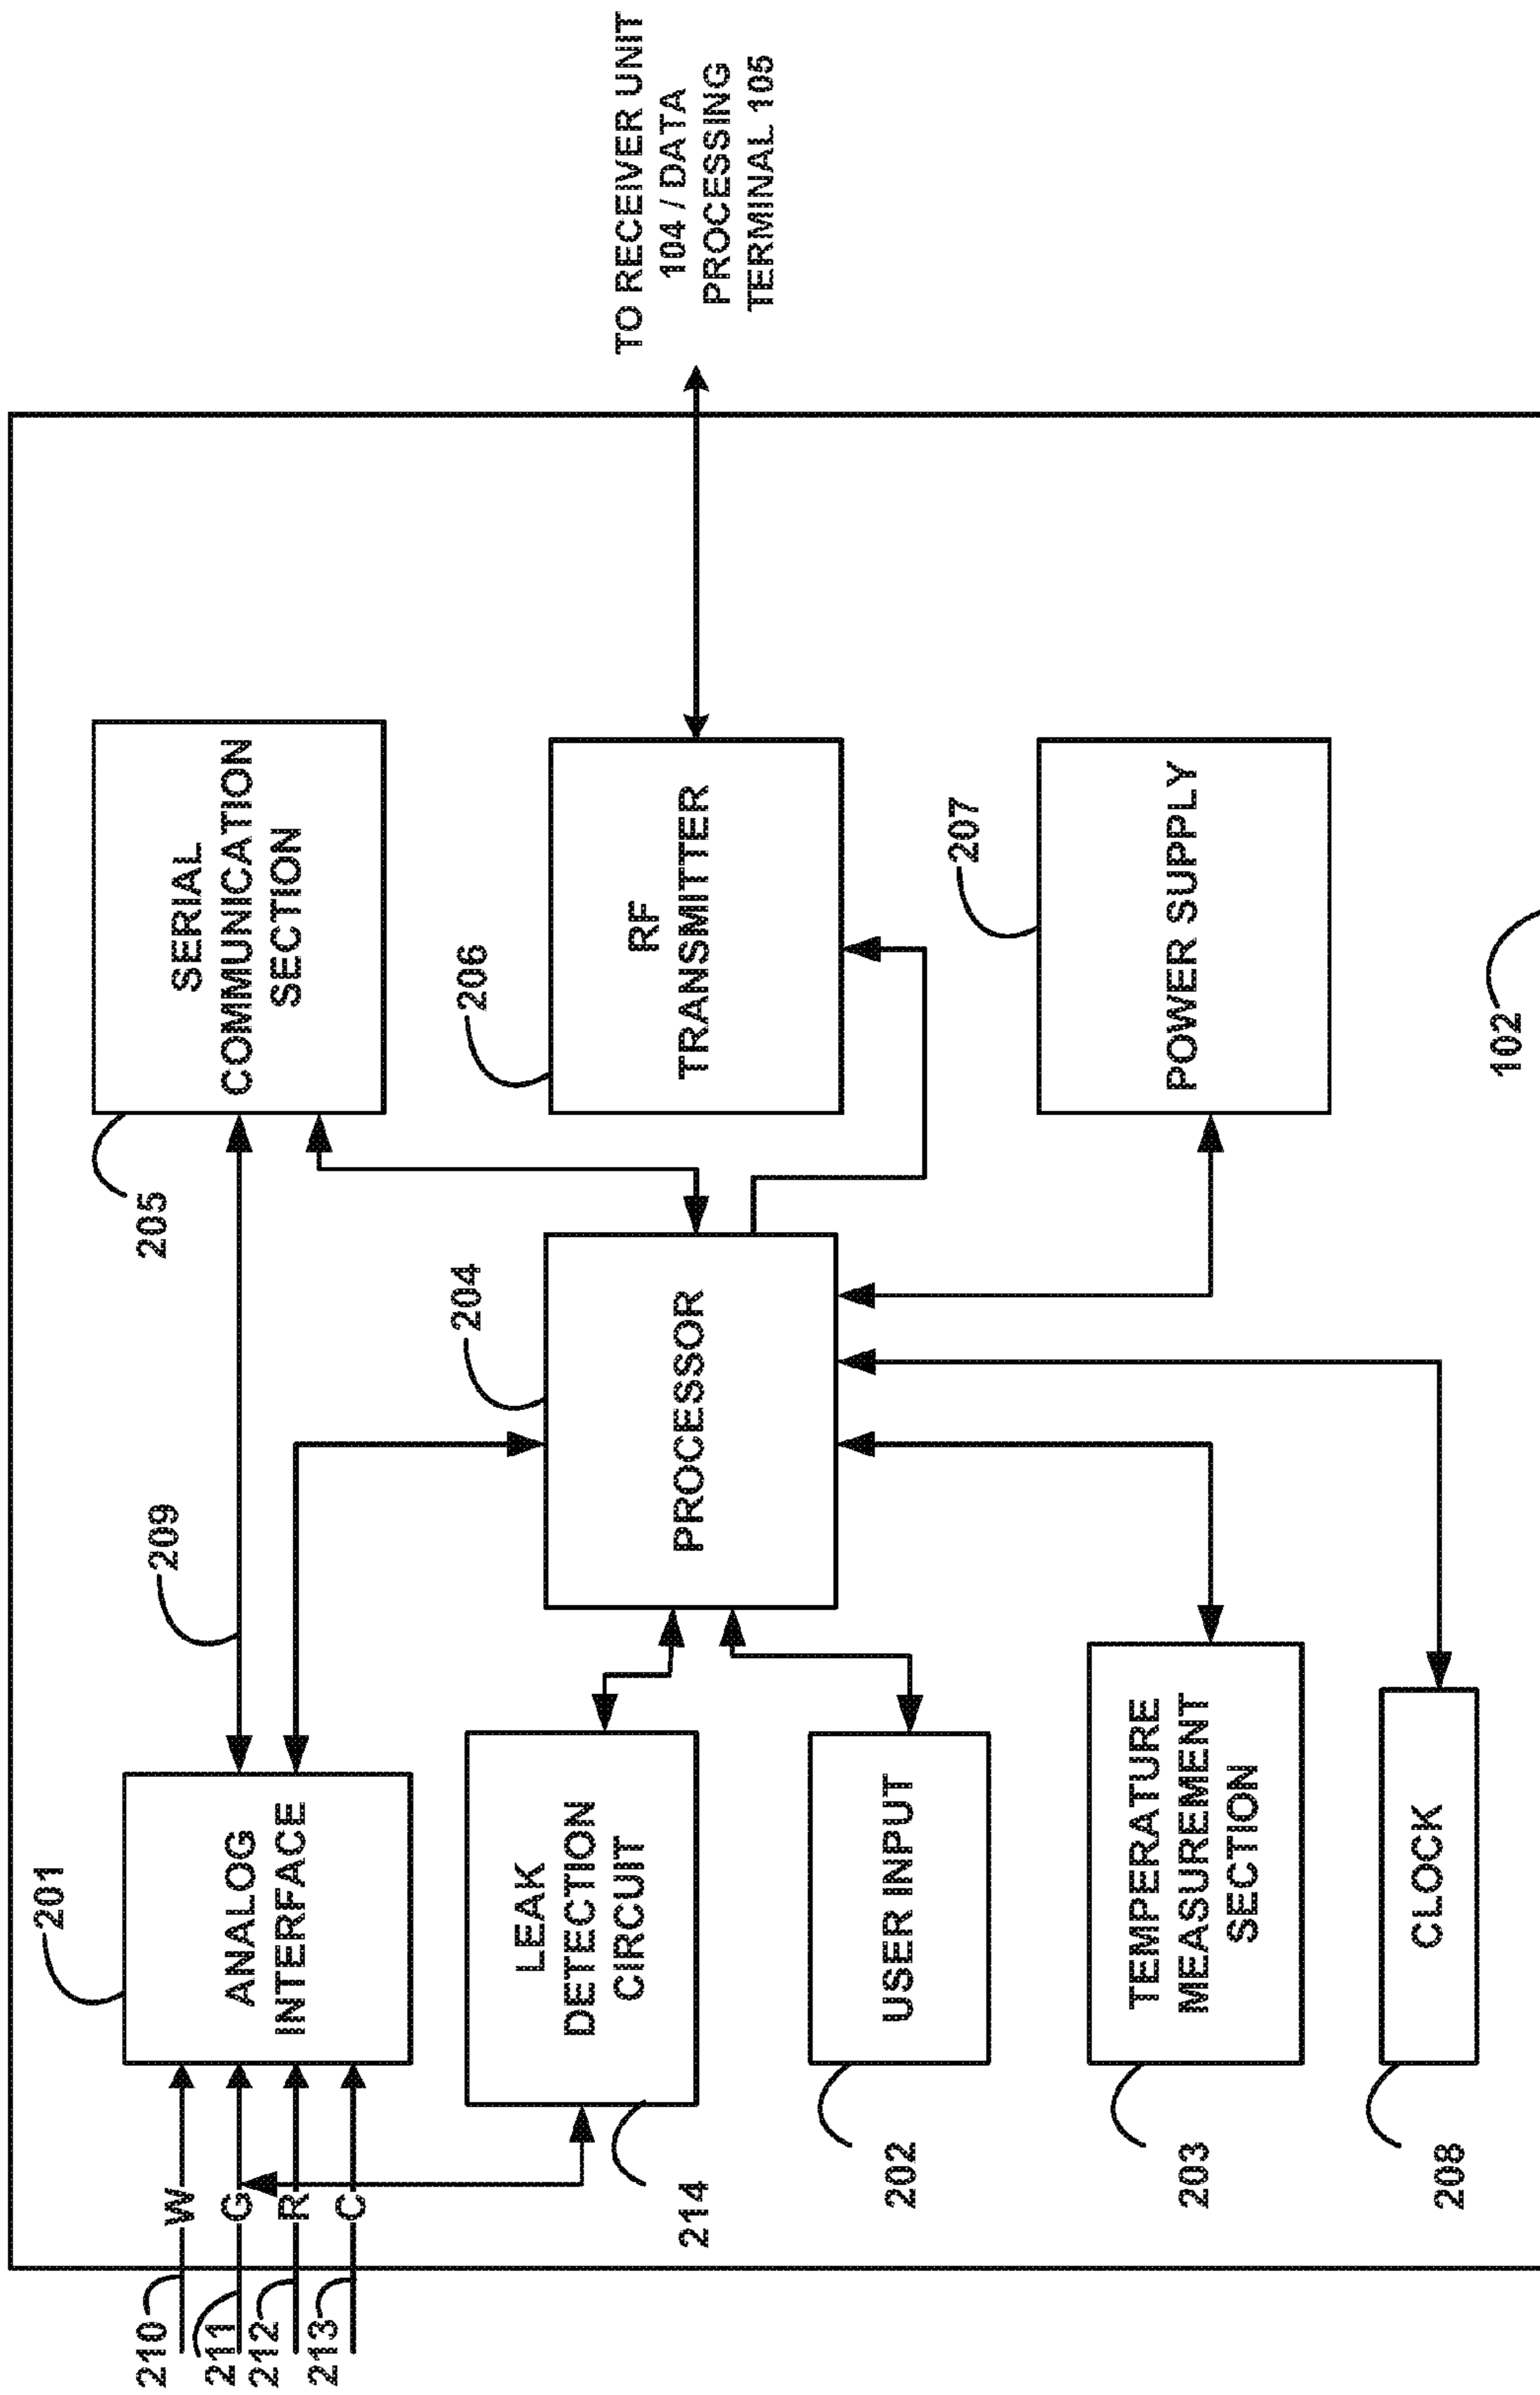 210
W
211
G
212
R
213
C
201
ANALOG
INTERFACE
209
205
SERIAL
COMMUNICATION
SECTION
214
LEAK
DETECTION
CIRCUIT
204
PROCESSOR
206
RF
TRANSMITTER
TO RECEIVER UNIT
104 / DATA
PROCESSING
TERMINAL 105
202
USER INPUT
203
TEMPERATURE
MEASUREMENT
SECTION
207
POWER SUPPLY
208
CLOCK
102